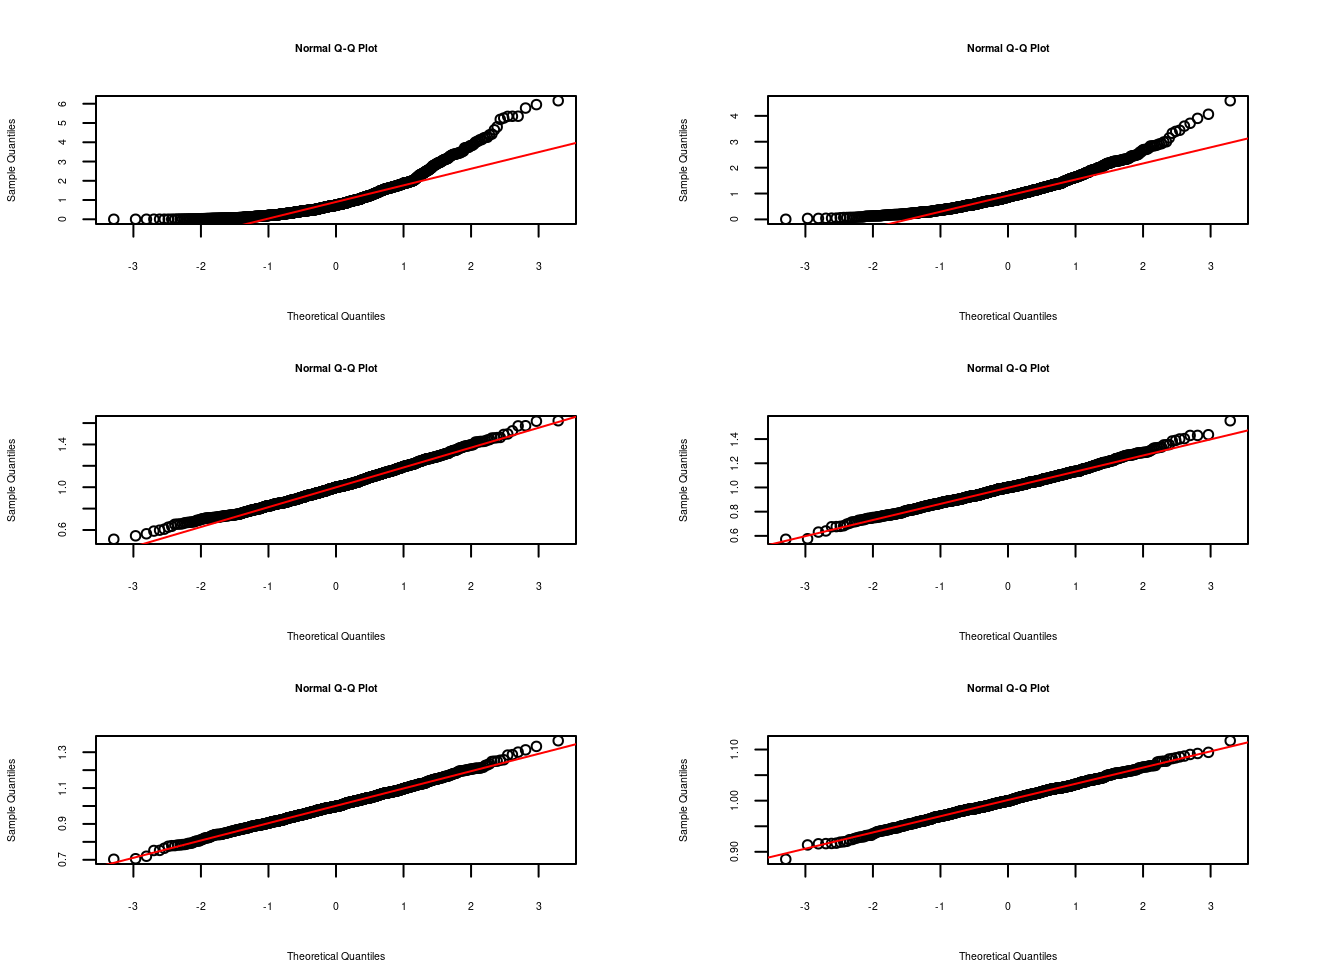 Normal Q-Q Plot
Sample Quantiles
0 1 2 3 4 5 6
-3 -2 -1 0 1 2 3
Theoretical Quantiles
Normal Q-Q Plot
Sample Quantiles
0 1 2 3 4
-3 -2 -1 0 1 2 3
Theoretical Quantiles
Normal Q-Q Plot
Sample Quantiles
0.6 1.0 1.4
-3 -2 -1 0 1 2 3
Theoretical Quantiles
Normal Q-Q Plot
Sample Quantiles
0.6 0.8 1.0 1.2 1.4
-3 -2 -1 0 1 2 3
Theoretical Quantiles
Normal Q-Q Plot
Sample Quantiles
0.7 0.9 1.1 1.3
-3 -2 -1 0 1 2 3
Theoretical Quantiles
Normal Q-Q Plot
Sample Quantiles
0.90 1.00 1.10
-3 -2 -1 0 1 2 3
Theoretical Quantiles